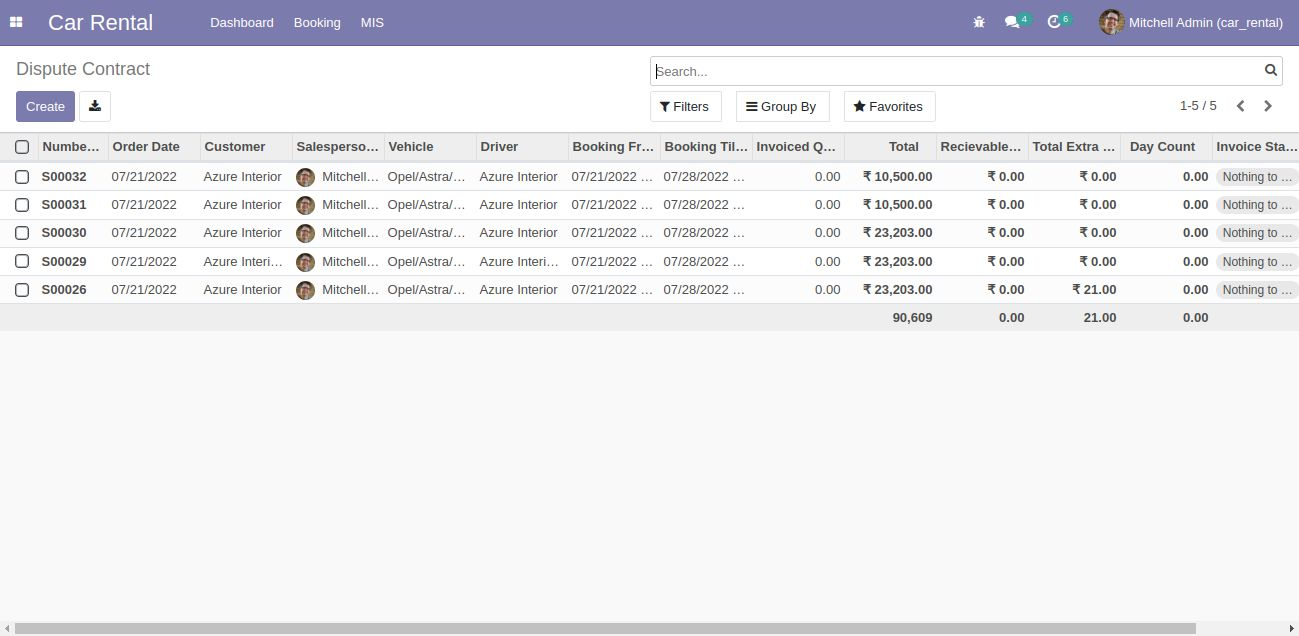 Car Rental Dashboard Booking MIS 4 6 Mitchell Admin (car_rental)
Dispute Contract Search...
Create Filters Group By Favorites 1-5 / 5
Numbe... Order Date Customer Salesperso... Vehicle Driver Booking Fr... Booking Til... Invoiced Q... Total Recievable... Total Extra ... Day Count Invoice Sta...
S00032 07/21/2022 Azure Interior Mitchell... Opel/Astra/... Azure Interior 07/21/2022 ... 07/28/2022 ... 0.00 ₹ 10,500.00 ₹ 0.00 ₹ 0.00 0.00 Nothing to ...
S00031 07/21/2022 Azure Interior Mitchell... Opel/Astra/... Azure Interior 07/21/2022 ... 07/28/2022 ... 0.00 ₹ 10,500.00 ₹ 0.00 ₹ 0.00 0.00 Nothing to ...
S00030 07/21/2022 Azure Interior Mitchell... Opel/Astra/... Azure Interior 07/21/2022 ... 07/28/2022 ... 0.00 ₹ 23,203.00 ₹ 0.00 ₹ 0.00 0.00 Nothing to ...
S00029 07/21/2022 Azure Interi... Mitchell... Opel/Astra/... Azure Interi... 07/21/2022 ... 07/28/2022 ... 0.00 ₹ 23,203.00 ₹ 0.00 ₹ 0.00 0.00 Nothing to ...
S00026 07/21/2022 Azure Interior Mitchell... Opel/Astra/... Azure Interior 07/21/2022 ... 07/28/2022 ... 0.00 ₹ 23,203.00 ₹ 0.00 ₹ 21.00 0.00 Nothing to ...
90,609 0.00 21.00 0.00